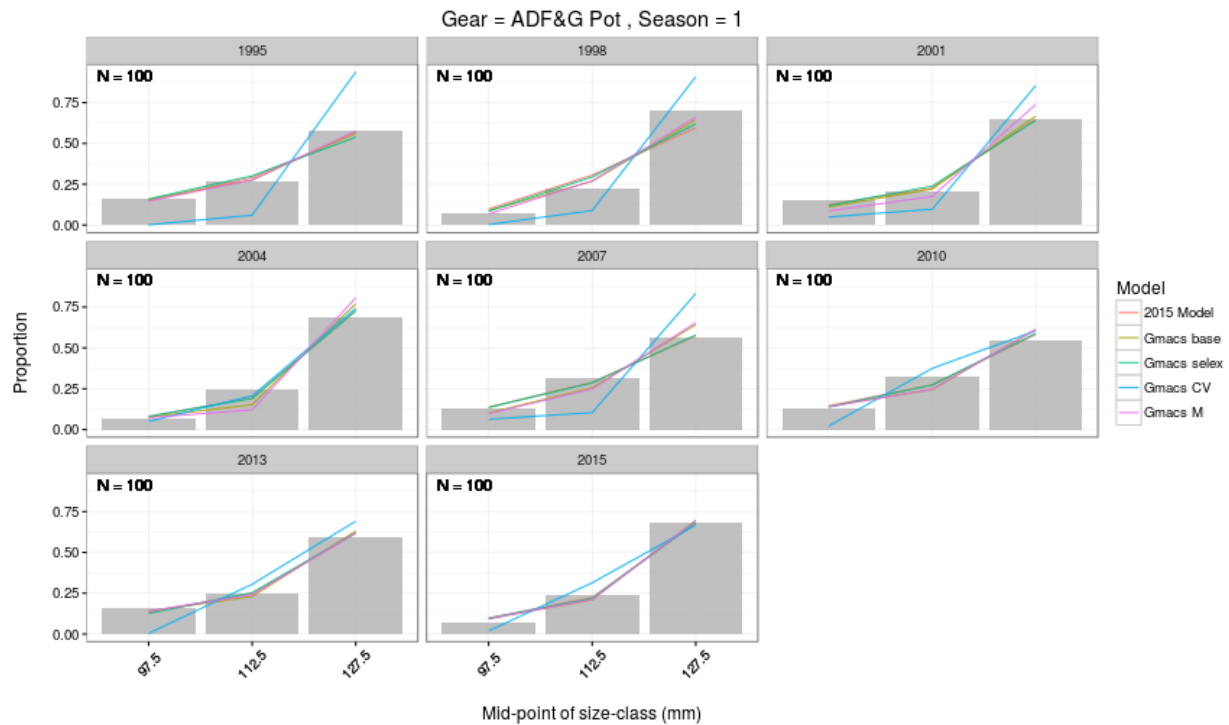 Gear = ADF&G Pot , Season = 1
1995
1998
2001
N = 100
N = 100
N = 100
0.75
0.50
0.25
0.00
2004
2007
2010
N = 100
N = 100
N = 100
0.75
0.50
0.25
0.00
2013
2015
N = 100
N = 100
0.75
0.50
0.25
0.00
97.5
112.5
127.5
97.5
112.5
127.5
Proportion
Mid-point of size-class (mm)
Model
2015 Model
Gmacs base
Gmacs selex
Gmacs CV
Gmacs M